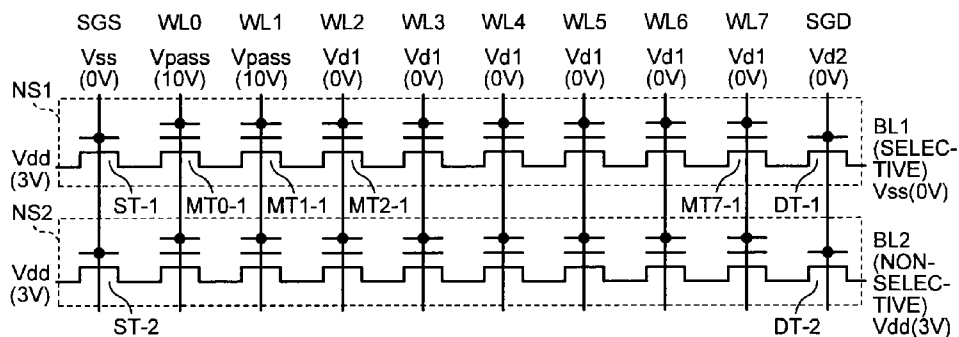 SGS WL0 WL1 WL2 WL3 WL4 WL5 WL6 WL7 SGD
Vss Vpass Vpass Vd1 Vd1 Vd1 Vd1 Vd1 Vd1 Vd2
(0V) (10V) (10V) (0V) (0V) (0V) (0V) (0V) (0V) (0V)
NS1
Vdd
(3V)
BL1
(SELEC-
TIVE)
Vss(0V)
ST-1 MT0-1 MT1-1 MT2-1 MT7-1 DT-1
NS2
Vdd
(3V)
BL2
(NON-
SELEC-
TIVE)
Vdd(3V)
ST-2 DT-2